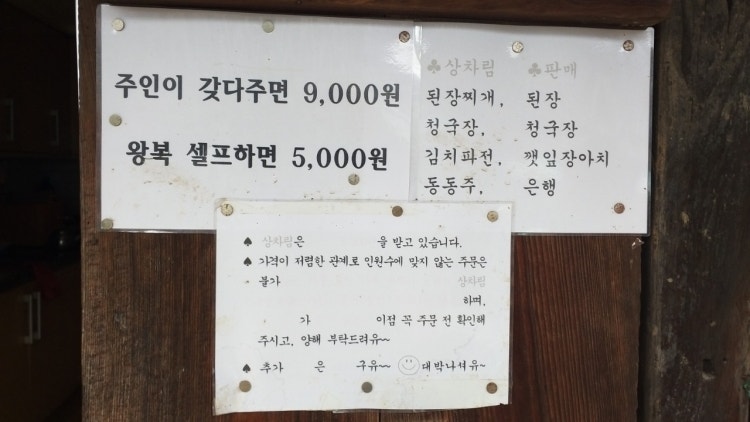 주인이 갖다주면 9,000원
왕복 셀프하면 5,000원
♣상차림
된장찌개,
청국장,
김치파전,
동동주,
♣판매
된장
청국장
깻잎장아치
은행
♠ 상차림은 을 받고 있습니다.
♠ 가격이 저렴한 관계로 인원수에 맞지 않는 주문은
불가 상차림
하며,
가 이점 꼭 주문 전 확인해
주시고, 양해 부탁드려유~~
♠ 추가 은 구유~~ 대박나셔유~